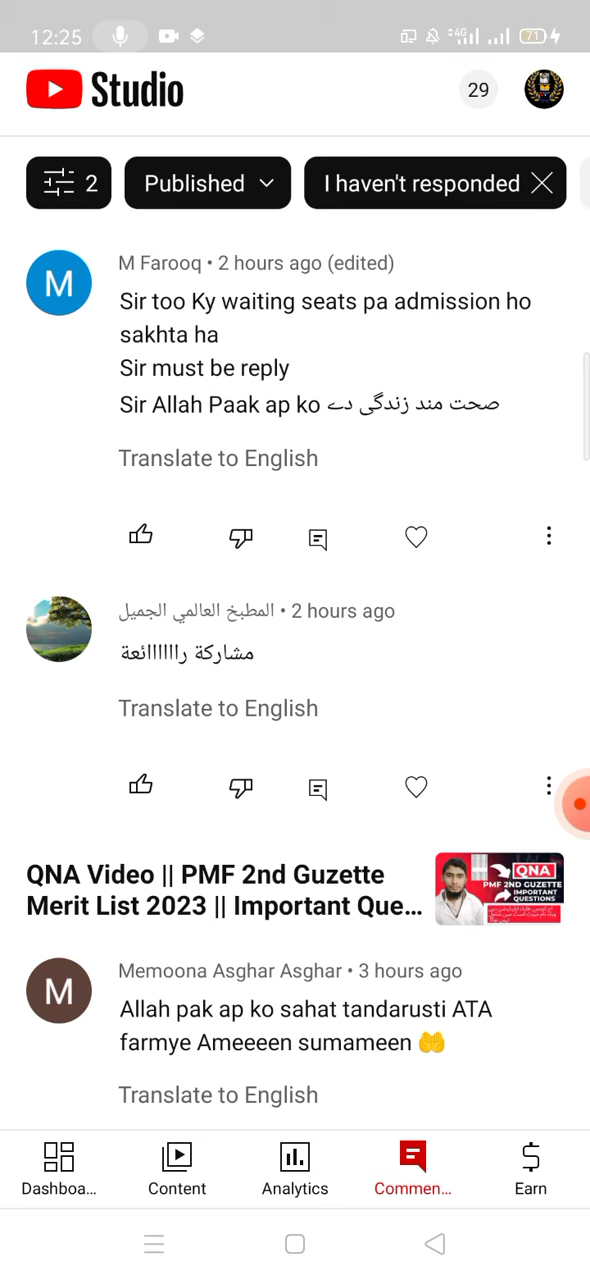 12:25
4G
71
Studio
29
2
Published
I haven't responded
M
M Farooq • 2 hours ago (edited)
Sir too Ky waiting seats pa admission ho
sakhta ha
Sir must be reply
Sir Allah Paak ap ko صحت مند زندگی دے
Translate to English
المطبخ العالمي الجميل • 2 hours ago
مشاركة راااااائعة
Translate to English
QNA Video || PMF 2nd Guzette
Merit List 2023 || Important Que...
QNA
PMF 2ND GUZETTE
IMPORTANT
QUESTIONS
M
Memoona Asghar Asghar • 3 hours ago
Allah pak ap ko sahat tandarusti ATA
farmye Ameeeen sumameen 🤲
Translate to English
Dashboa...
Content
Analytics
Commen...
Earn